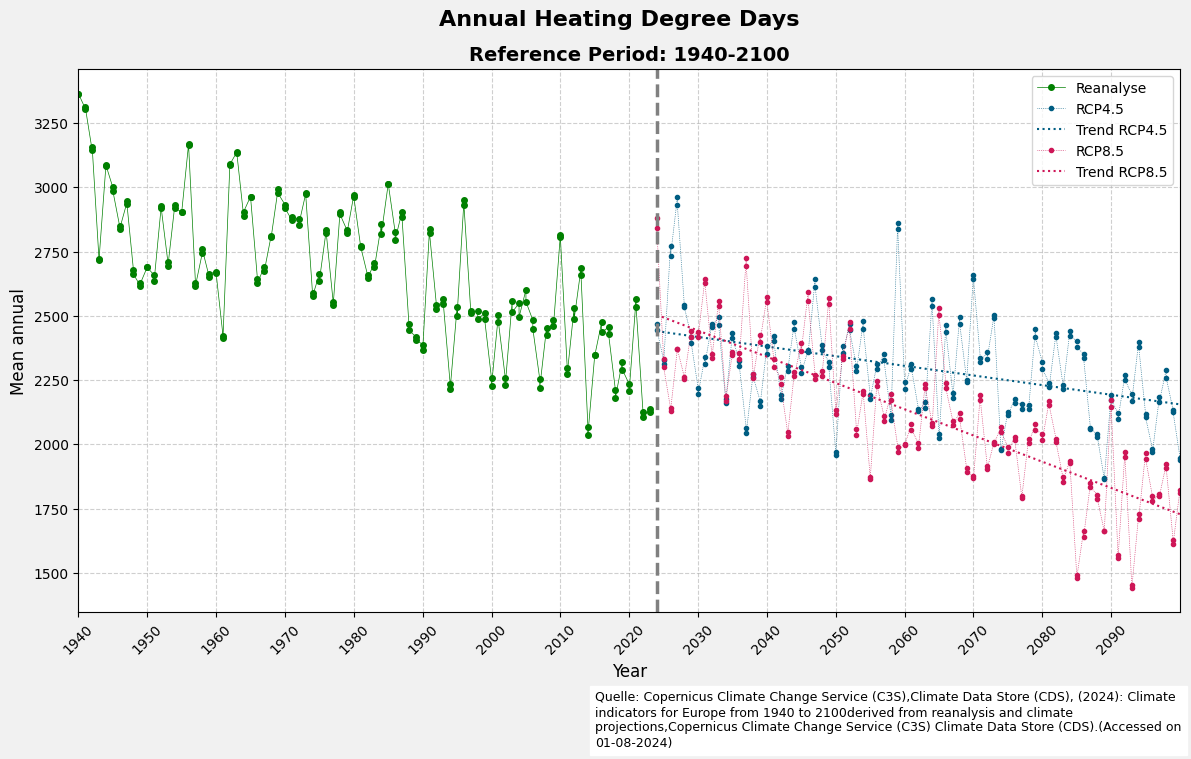 Annual Heating Degree Days
Reference Period: 1940-2100
Reanalyse
RCP4.5
Trend RCP4.5
RCP8.5
Trend RCP8.5
Mean annual
3250
3000
2750
2500
2250
2000
1750
1500
1940
1950
1960
1970
1980
1990
2000
2010
2020
2030
2040
2050
2060
2070
2080
2090
Year
Quelle: Copernicus Climate Change Service (C3S),Climate Data Store (CDS), (2024): Climate
indicators for Europe from 1940 to 2100derived from reanalysis and climate
projections,Copernicus Climate Change Service (C3S) Climate Data Store (CDS).(Accessed on
01-08-2024)